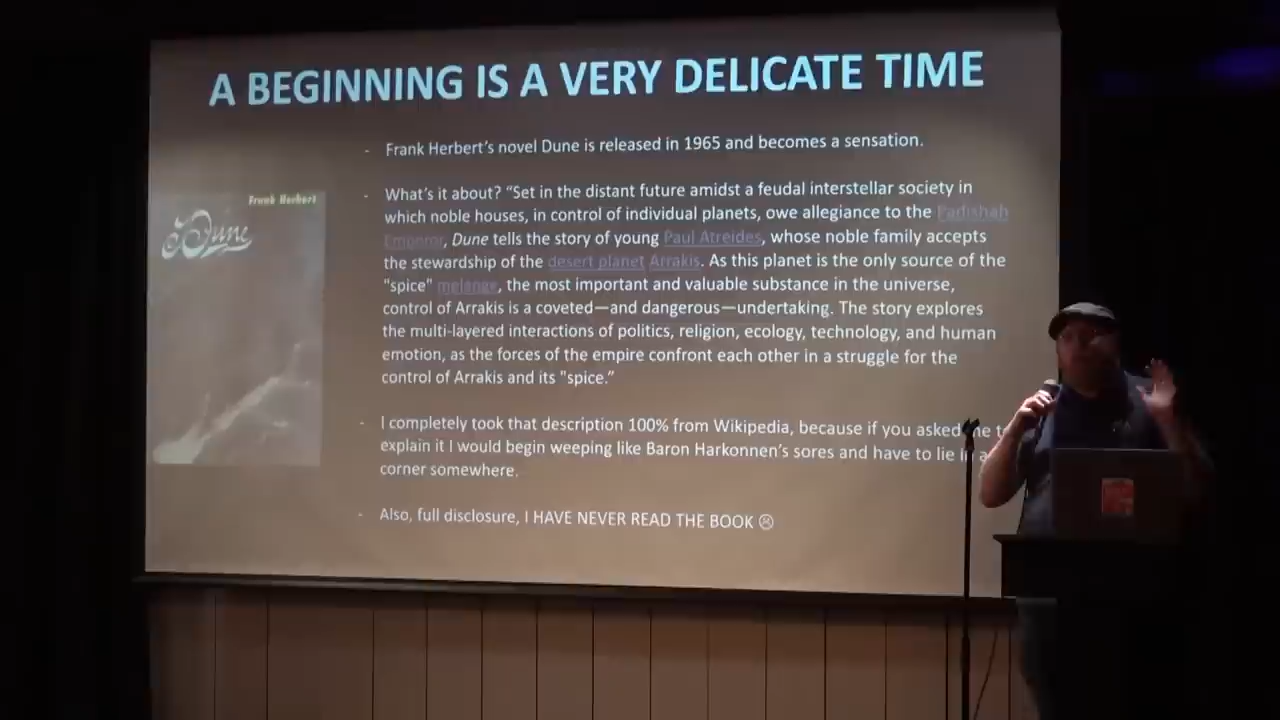 A BEGINNING IS A VERY DELICATE TIME
- Frank Herbert's novel Dune is released in 1965 and becomes a sensation.
- What's it about? “Set in the distant future amidst a feudal interstellar society in
which noble houses, in control of individual planets, owe allegiance to the Padishah
Emperor, Dune tells the story of young Paul Atreides, whose noble family accepts
the stewardship of the desert planet Arrakis. As this planet is the only source of the
"spice" melange, the most important and valuable substance in the universe,
control of Arrakis is a coveted—and dangerous—undertaking. The story explores
the multi-layered interactions of politics, religion, ecology, technology, and human
emotion, as the forces of the empire confront each other in a struggle for the
control of Arrakis and its "spice.”
- I completely took that description 100% from Wikipedia, because if you asked me to
explain it I would begin weeping like Baron Harkonnen's sores and have to lie in a
corner somewhere.
- Also, full disclosure, I HAVE NEVER READ THE BOOK ☹
Frank Herbert
Dune